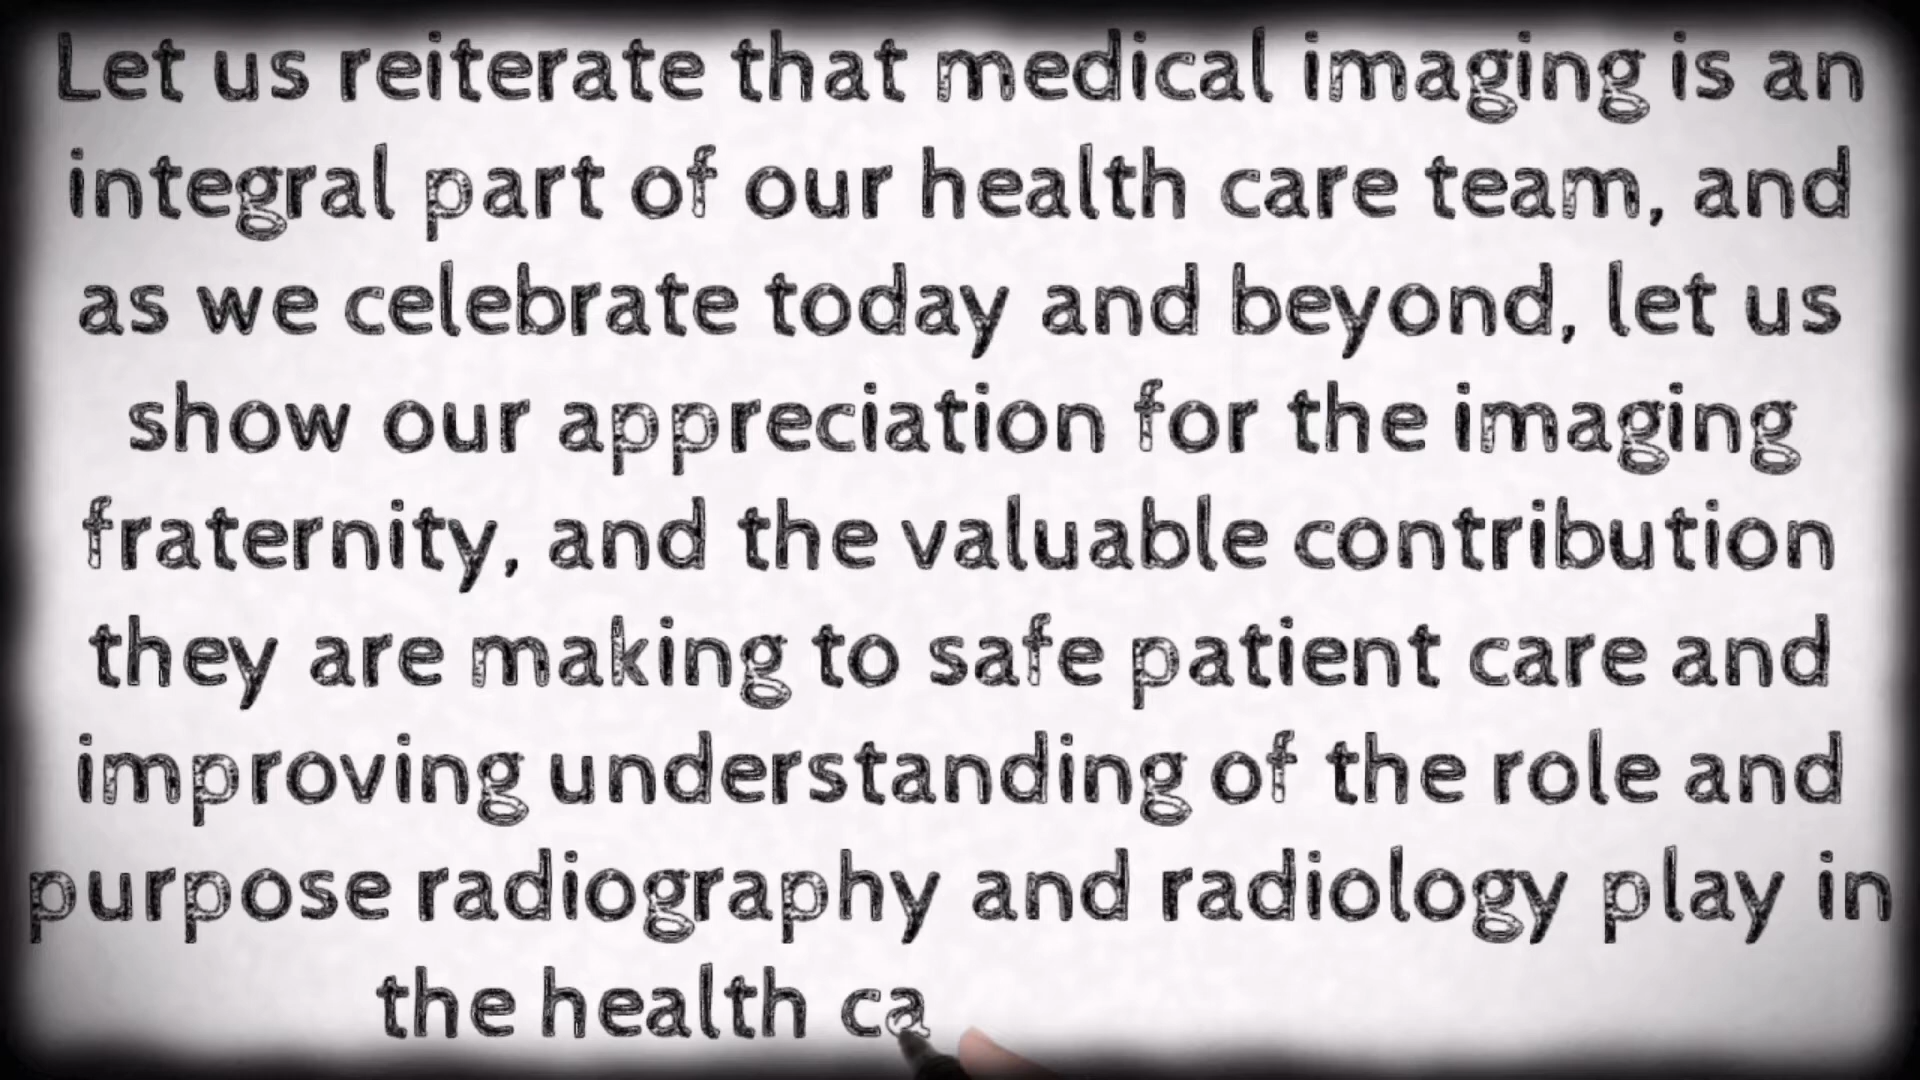 Let us reiterate that medical imaging is an
integral part of our health care team, and
as we celebrate today and beyond, let us
show our appreciation for the imaging
fraternity, and the valuable contribution
they are making to safe patient care and
improving understanding of the role and
purpose radiography and radiology play in
the health ca